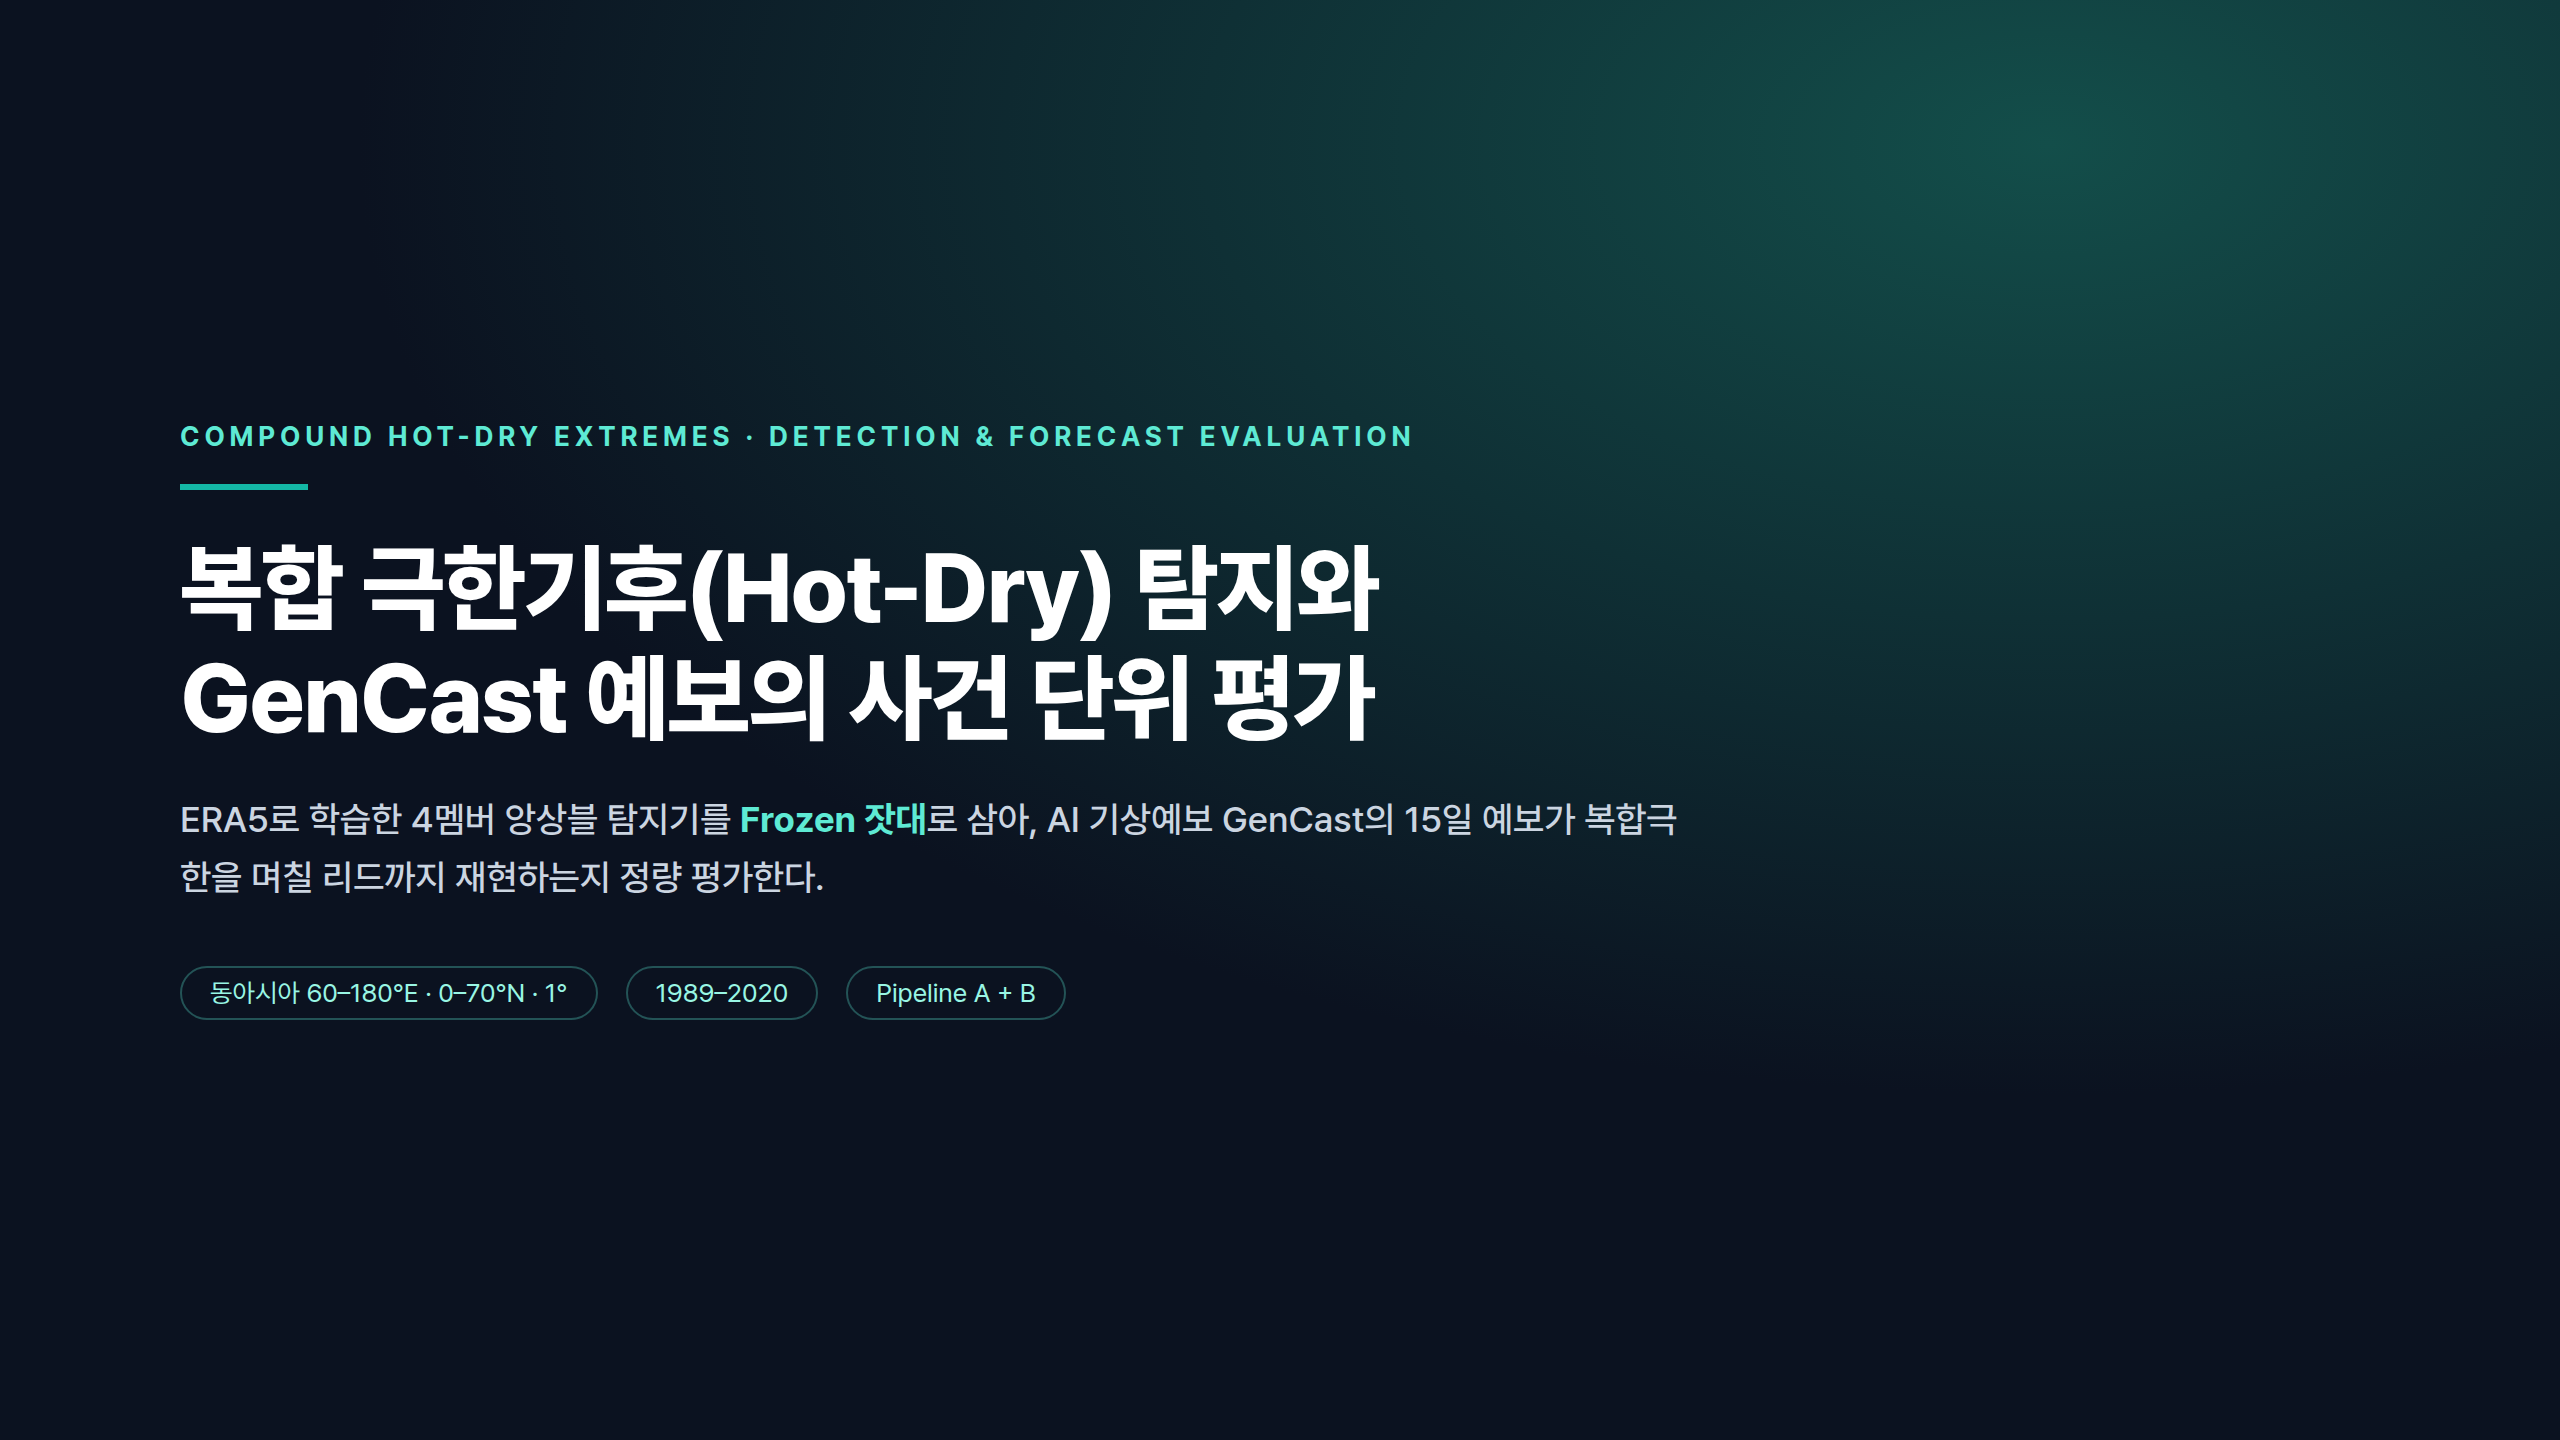 COMPOUND HOT-DRY EXTREMES · DETECTION & FORECAST EVALUATION
복합 극한기후(Hot-Dry) 탐지와
GenCast 예보의 사건 단위 평가
ERA5로 학습한 4멤버 앙상블 탐지기를 Frozen 잣대로 삼아, AI 기상예보 GenCast의 15일 예보가 복합극
한을 며칠 리드까지 재현하는지 정량 평가한다.
동아시아 60–180°E · 0–70°N · 1°
1989–2020
Pipeline A + B